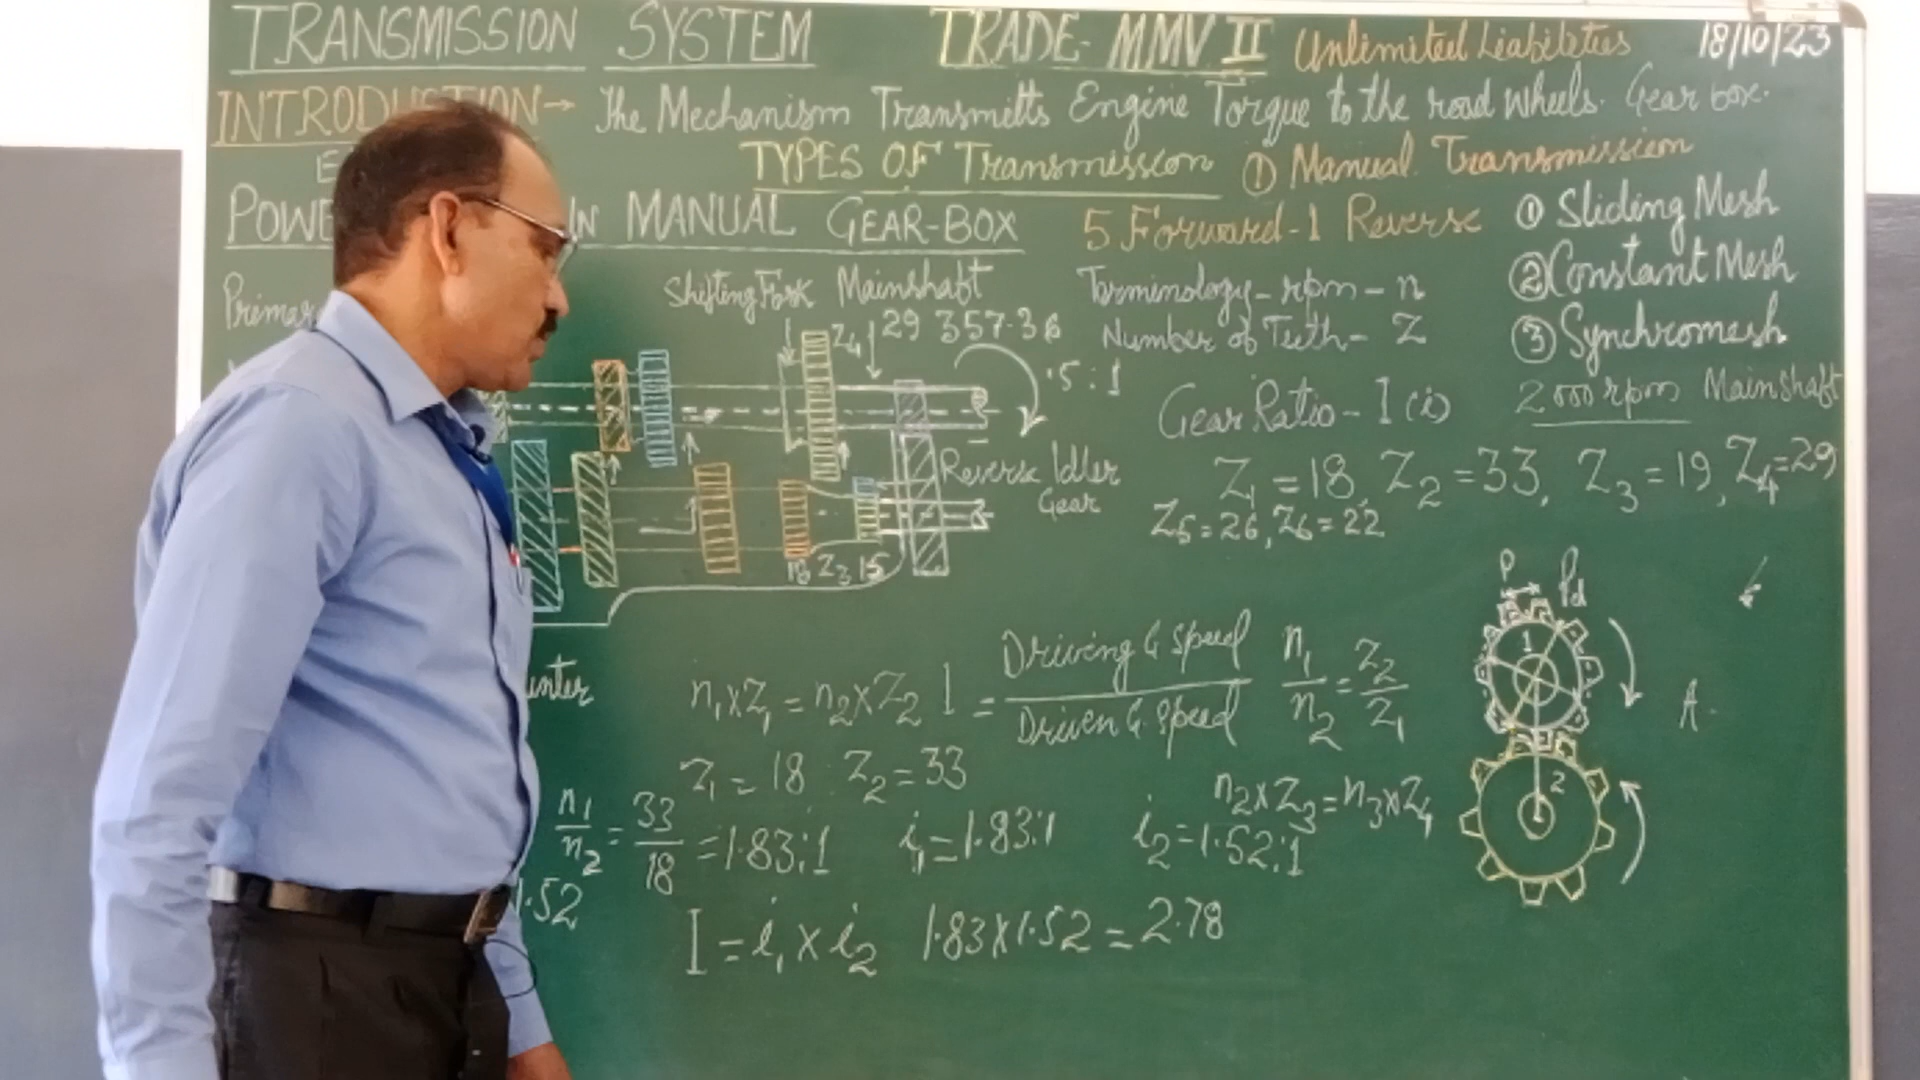 TRANSMISSION SYSTEM TRADE- MMV II Unlimited Liabilities 18/10/23
INTRODUCTION→ The Mechanism Transmitts Engine Torque to the road wheels. Gear box.
TYPES OF Transmission ① Manual. Transmission
IN MANUAL GEAR-BOX 5 Forward-1 Reverse ① Sliding Mesh
② Constant Mesh
③ Synchromesh
Shifting Fork Mainshaft Terminology- rpm - n
Z4 29 357.36 Number of Teeth- Z
.5:1 Gear Ratio - I (i) 2000 rpm Mainshaft
Reverse Idler
Gear
Z1 = 18, Z2 = 33, Z3 = 19, Z4=29
Z5=26, Z6=22
18 Z3 15
P Pd
n1×Z1 = n2×Z2 I = Driving G Speed / Driven G. Speed n1/n2 = Z2/Z1
1
A.
Z1 = 18 Z2=33
n2×Z3=n3×Z4
2
n1/n2 = 33/18 = 1.83:1 i1=1.83:1 i2=1.52:1
1.52
I = i1 × i2 1.83×1.52 = 2.78